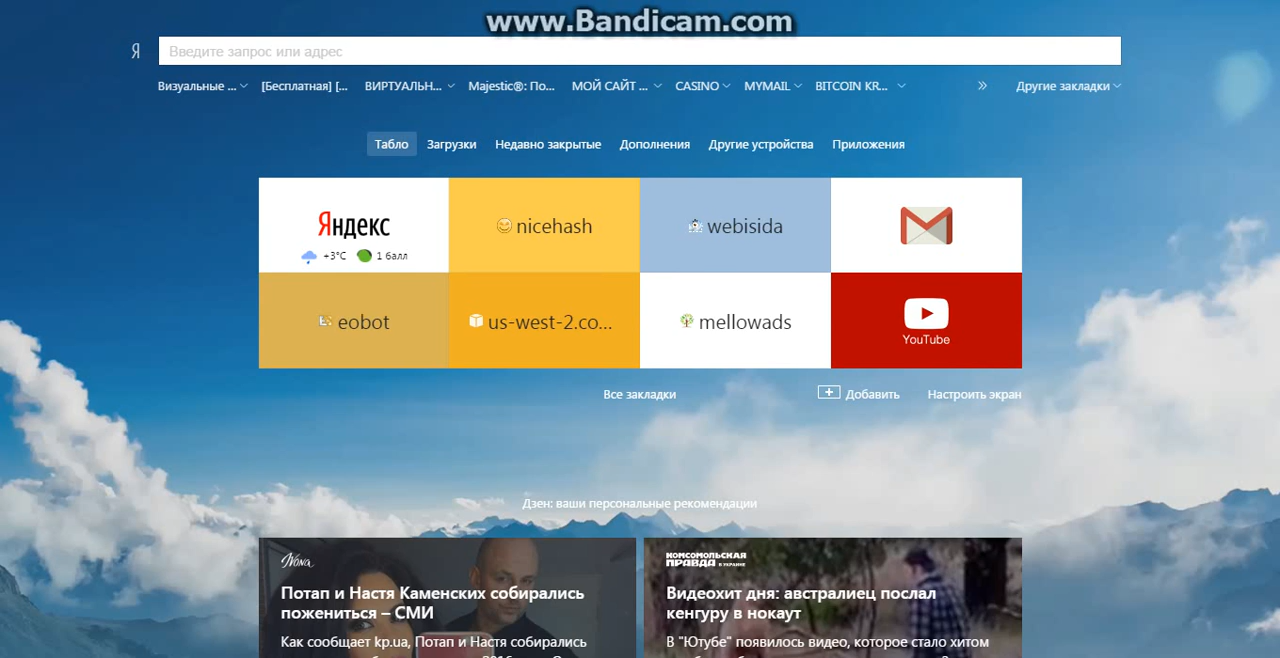 www.Bandicam.com
Я Введите запрос или адрес
Визуальные ... [Бесплатная] [... ВИРТУАЛЬН... Majestic®: По... МОЙ САЙТ ... CASINO MYMAIL BITCOIN KR... » Другие закладки
Табло Загрузки Недавно закрытые Дополнения Другие устройства Приложения
Яндекс nicehash webisida
+3°C 1 балл
eobot us-west-2.co... mellowads YouTube
Все закладки Добавить Настроить экран
Дзен: ваши персональные рекомендации
Nona
Потап и Настя Каменских собирались
пожениться – СМИ
Как сообщает kp.ua, Потап и Настя собирались
КОМСОМОЛЬСКАЯ
ПРАВДА В УКРАИНЕ
Видеохит дня: австралиец послал
кенгуру в нокаут
В "Ютубе" появилось видео, которое стало хитом